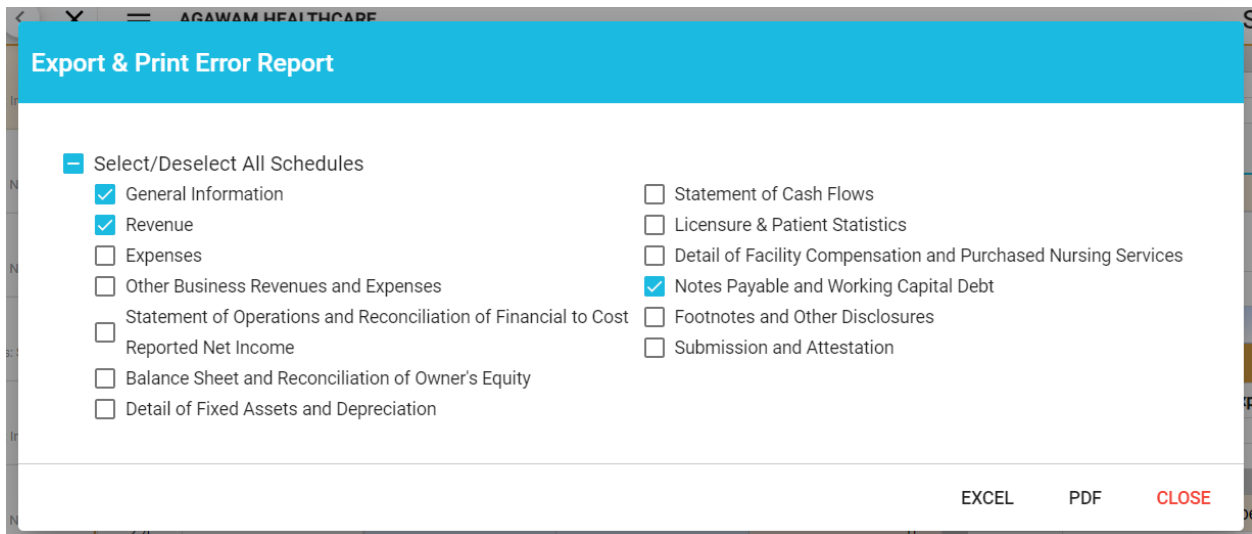 AGAWAM HEALTHCARE
Export & Print Error Report
Select/Deselect All Schedules
General Information
Revenue
Expenses
Other Business Revenues and Expenses
Statement of Operations and Reconciliation of Financial to Cost
Reported Net Income
Balance Sheet and Reconciliation of Owner's Equity
Detail of Fixed Assets and Depreciation
Statement of Cash Flows
Licensure & Patient Statistics
Detail of Facility Compensation and Purchased Nursing Services
Notes Payable and Working Capital Debt
Footnotes and Other Disclosures
Submission and Attestation
EXCEL
PDF
CLOSE